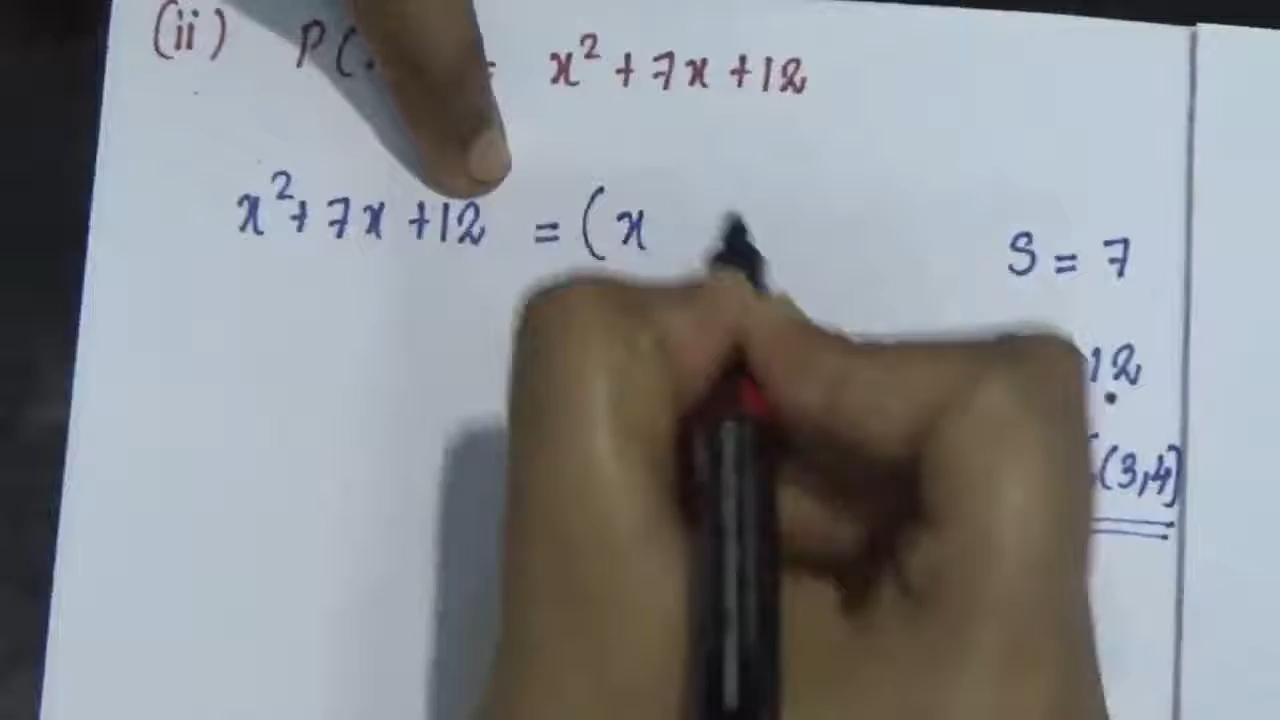 (ii) P( = x² + 7x + 12
x² + 7x + 12 = (x
S = 7
12
(3,4]